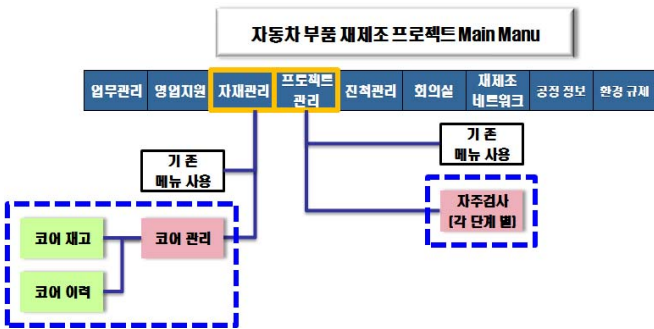 자동차 부품 재제조 프로젝트 Main Manu
업무관리 영업지원 자재관리 프로젝트 관리 진척관리 회의실 재제조 네트워크 공정 정보 환경 규제
기 존
메뉴 사용
기 존
메뉴 사용
자주검사
(각 단계 별)
코어 재고
코어 관리
코어 이력